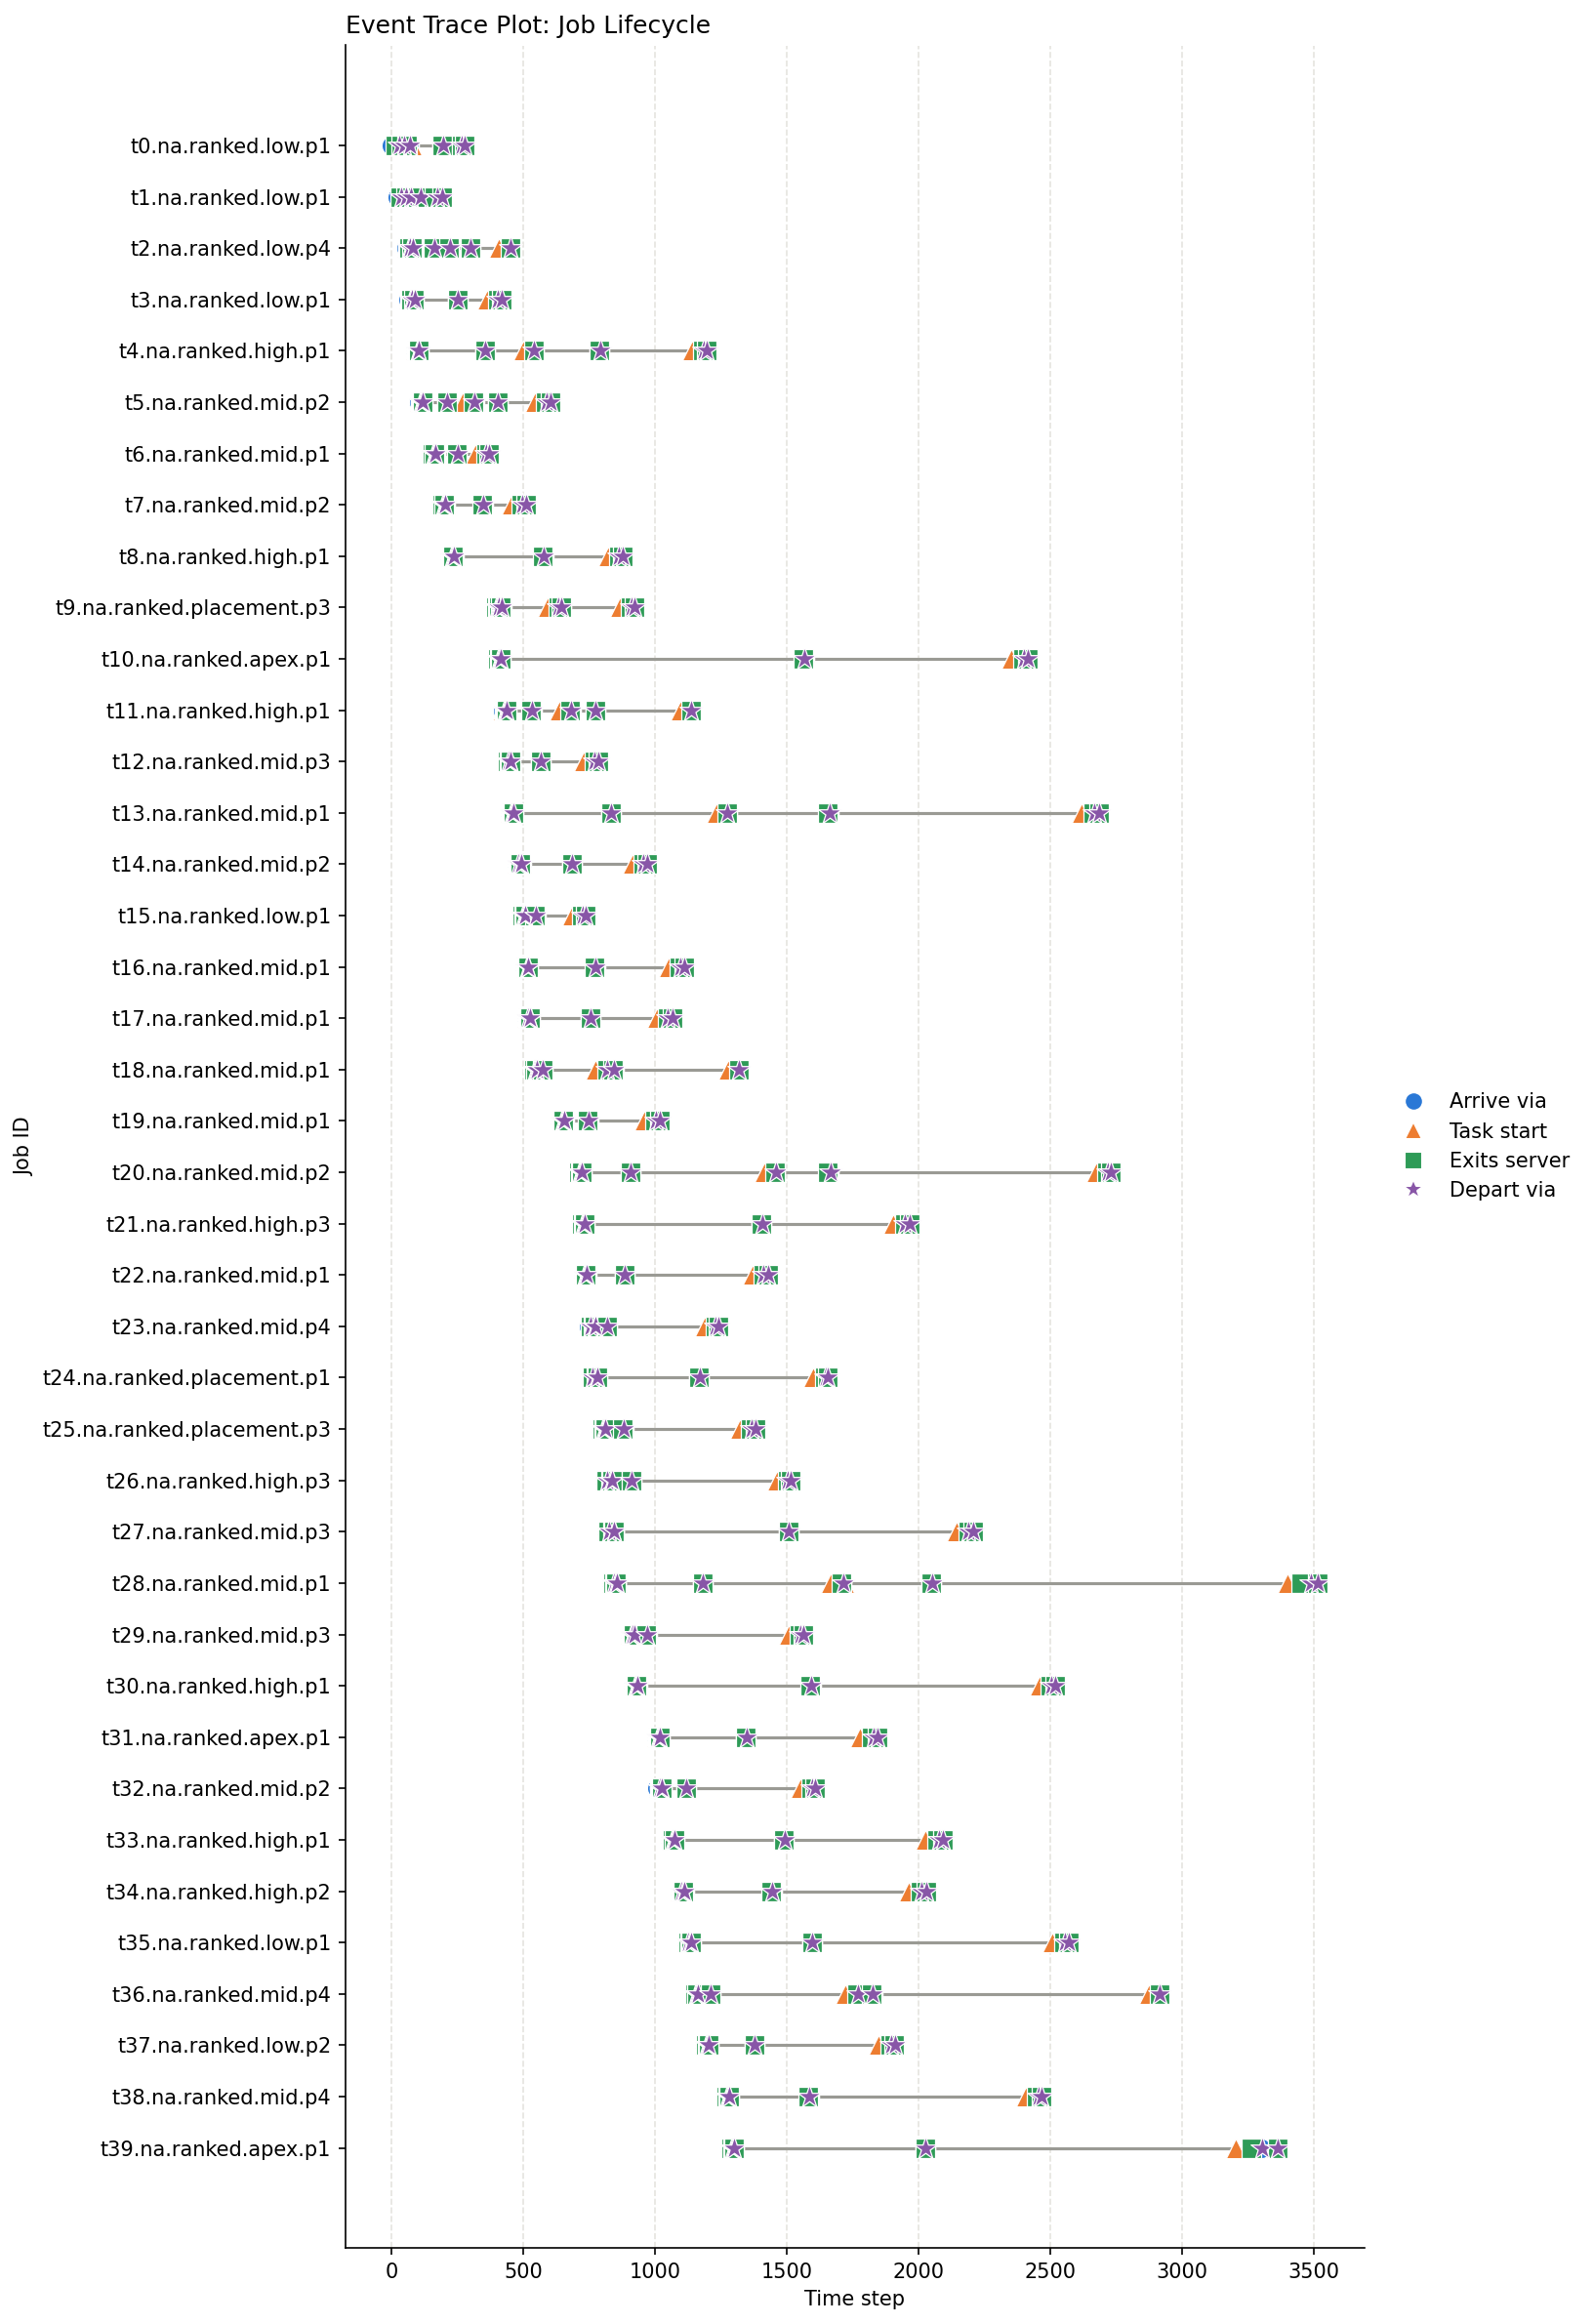 Event Trace Plot: Job Lifecycle
t0.na.ranked.low.p1
t1.na.ranked.low.p1
t2.na.ranked.low.p4
t3.na.ranked.low.p1
t4.na.ranked.high.p1
t5.na.ranked.mid.p2
t6.na.ranked.mid.p1
t7.na.ranked.mid.p2
t8.na.ranked.high.p1
t9.na.ranked.placement.p3
t10.na.ranked.apex.p1
t11.na.ranked.high.p1
t12.na.ranked.mid.p3
t13.na.ranked.mid.p1
t14.na.ranked.mid.p2
t15.na.ranked.low.p1
t16.na.ranked.mid.p1
t17.na.ranked.mid.p1
t18.na.ranked.mid.p1
t19.na.ranked.mid.p1
t20.na.ranked.mid.p2
t21.na.ranked.high.p3
t22.na.ranked.mid.p1
t23.na.ranked.mid.p4
t24.na.ranked.placement.p1
t25.na.ranked.placement.p3
t26.na.ranked.high.p3
t27.na.ranked.mid.p3
t28.na.ranked.mid.p1
t29.na.ranked.mid.p3
t30.na.ranked.high.p1
t31.na.ranked.apex.p1
t32.na.ranked.mid.p2
t33.na.ranked.high.p1
t34.na.ranked.high.p2
t35.na.ranked.low.p1
t36.na.ranked.mid.p4
t37.na.ranked.low.p2
t38.na.ranked.mid.p4
t39.na.ranked.apex.p1
Job ID
0 500 1000 1500 2000 2500 3000 3500
Time step
Arrive via
Task start
Exits server
Depart via